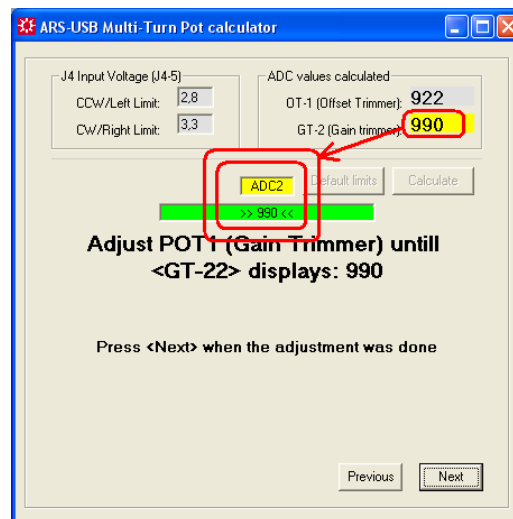 ARS-USB Multi-Turn Pot calculator
J4 Input Voltage (J4-5)
CCW/Left Limit: 2,8
CW/Right Limit: 3,3
ADC values calculated
OT-1 (Offset Trimmer): 922
GT-2 (Gain trimmer): 990
ADC2 Default limits Calculate
>> 990 <<
Adjust POT1 (Gain Trimmer) untill
<GT-22> displays: 990
Press <Next> when the adjustment was done
Previous Next